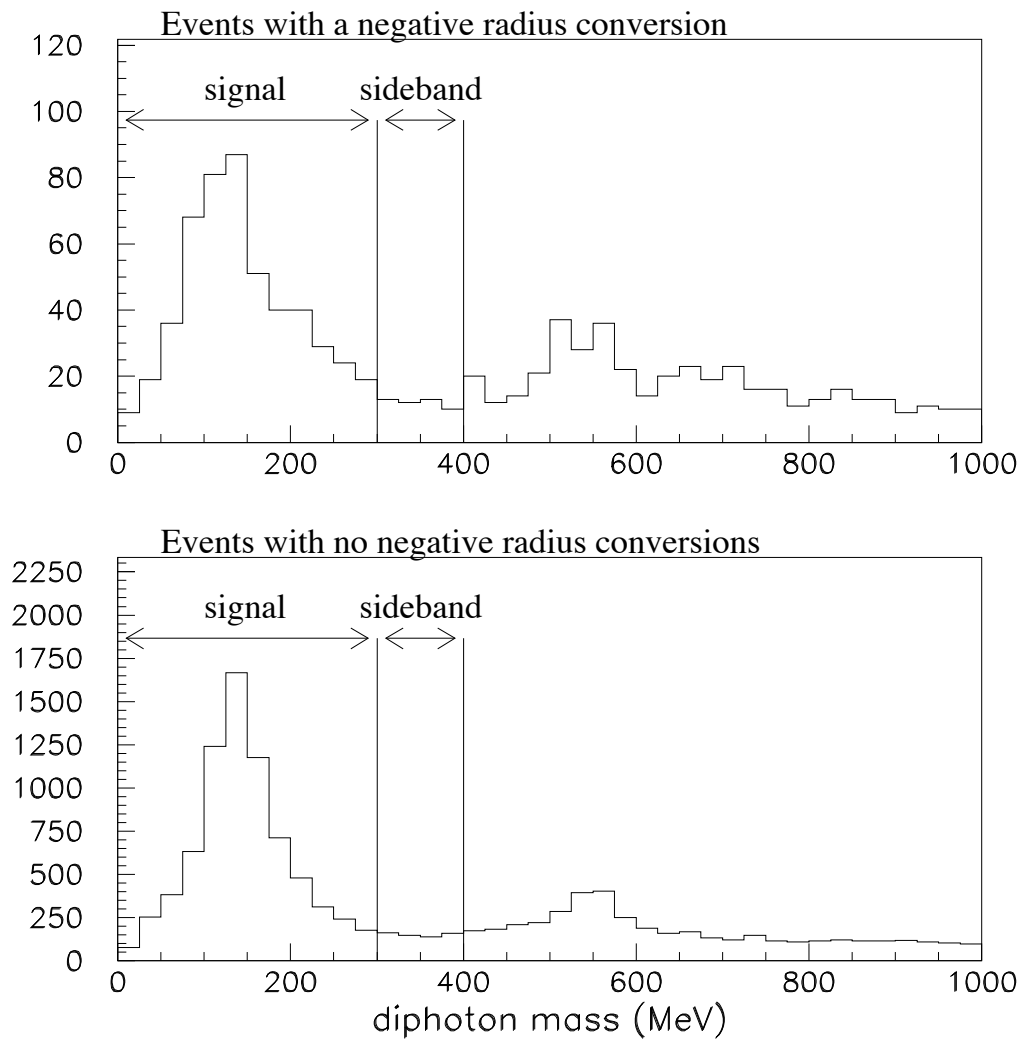 Events with a negative radius conversion
120
signal sideband
100
80
60
40
20
0
0 200 400 600 800 1000
Events with no negative radius conversions
2250
signal sideband
2000
1750
1500
1250
1000
750
500
250
0
0 200 400 600 800 1000
diphoton mass (MeV)